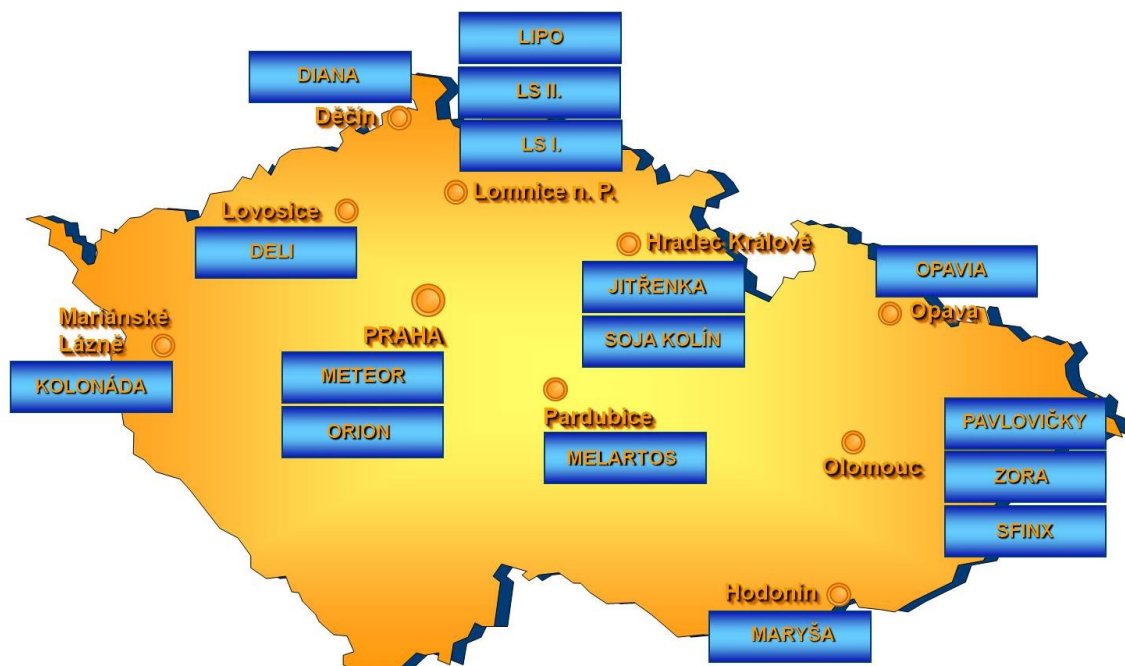 LIPO
DIANA
LS II.
Děčín
LS I.
Lomnice n. P.
Lovosice
DELI
Hradec Králové
JITŘENKA
OPAVIA
Opava
Mariánské
Lázně
KOLONÁDA
PRAHA
METEOR
ORION
SOJA KOLÍN
Pardubice
MELARTOS
PAVLOVIČKY
Olomouc
ZORA
SFINX
Hodonín
MARYŠA